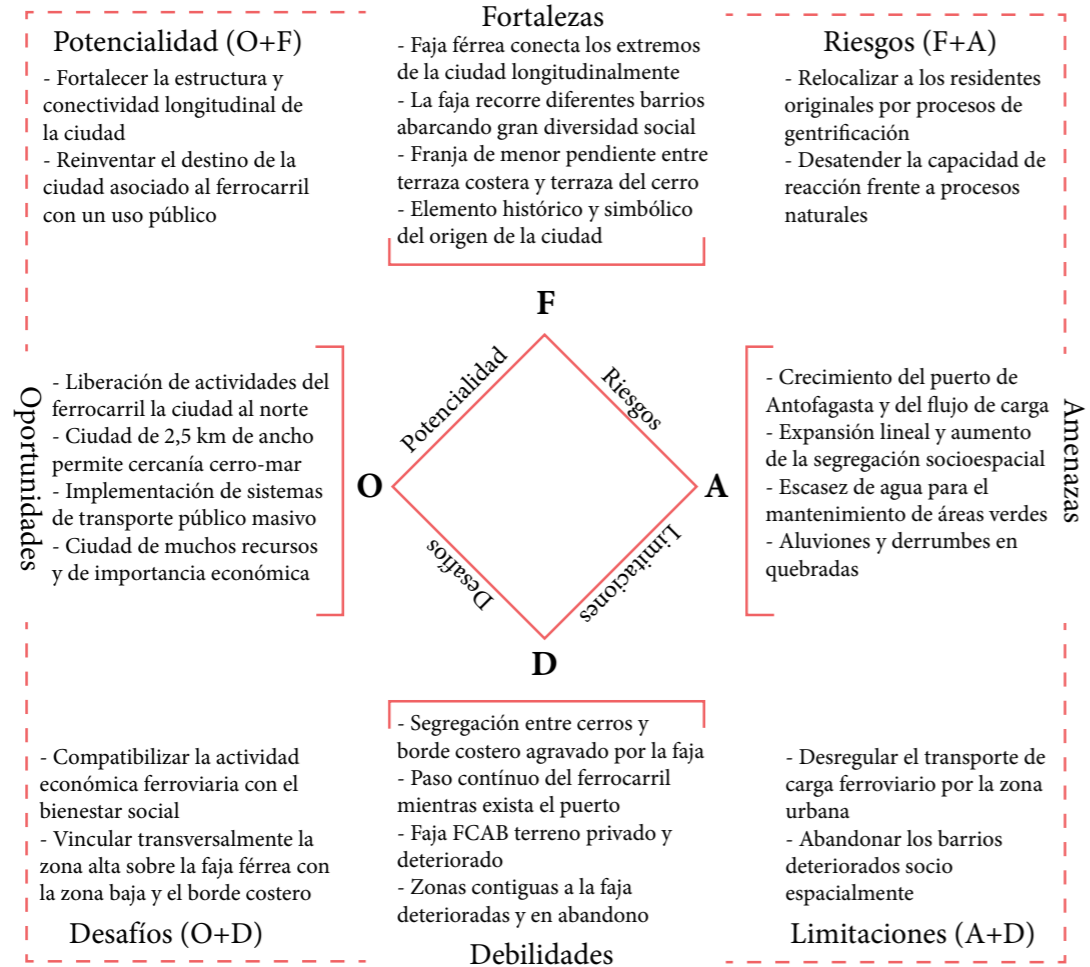 Potencialidad (O+F)
- Fortalecer la estructura y
conectividad longitudinal de
la ciudad
- Reinventar el destino de la
ciudad asociado al ferrocarril
con un uso público
Fortalezas
- Faja férrea conecta los extremos
de la ciudad longitudinalmente
- La faja recorre diferentes barrios
abarcando gran diversidad social
- Franja de menor pendiente entre
terraza costera y terraza del cerro
- Elemento histórico y simbólico
del origen de la ciudad
Riesgos (F+A)
- Relocalizar a los residentes
originales por procesos de
gentrificación
- Desatender la capacidad de
reacción frente a procesos
naturales
Oportunidades
- Liberación de actividades del
ferrocarril la ciudad al norte
- Ciudad de 2,5 km de ancho
permite cercanía cerro-mar
- Implementación de sistemas
de transporte público masivo
- Ciudad de muchos recursos
y de importancia económica
F
Potencialidad
Riesgos
O
A
Desafíos
Limitaciones
D
- Crecimiento del puerto de
Antofagasta y del flujo de carga
- Expansión lineal y aumento
de la segregación socioespacial
- Escasez de agua para el
mantenimiento de áreas verdes
- Aluviones y derrumbes en
quebradas
Amenazas
- Compatibilizar la actividad
económica ferroviaria con el
bienestar social
- Vincular transversalmente la
zona alta sobre la faja férrea con
la zona baja y el borde costero
Desafíos (O+D)
- Segregación entre cerros y
borde costero agravado por la faja
- Paso contínuo del ferrocarril
mientras exista el puerto
- Faja FCAB terreno privado y
deteriorado
- Zonas contiguas a la faja
deterioradas y en abandono
Debilidades
- Desregular el transporte de
carga ferroviario por la zona
urbana
- Abandonar los barrios
deteriorados socio
espacialmente
Limitaciones (A+D)